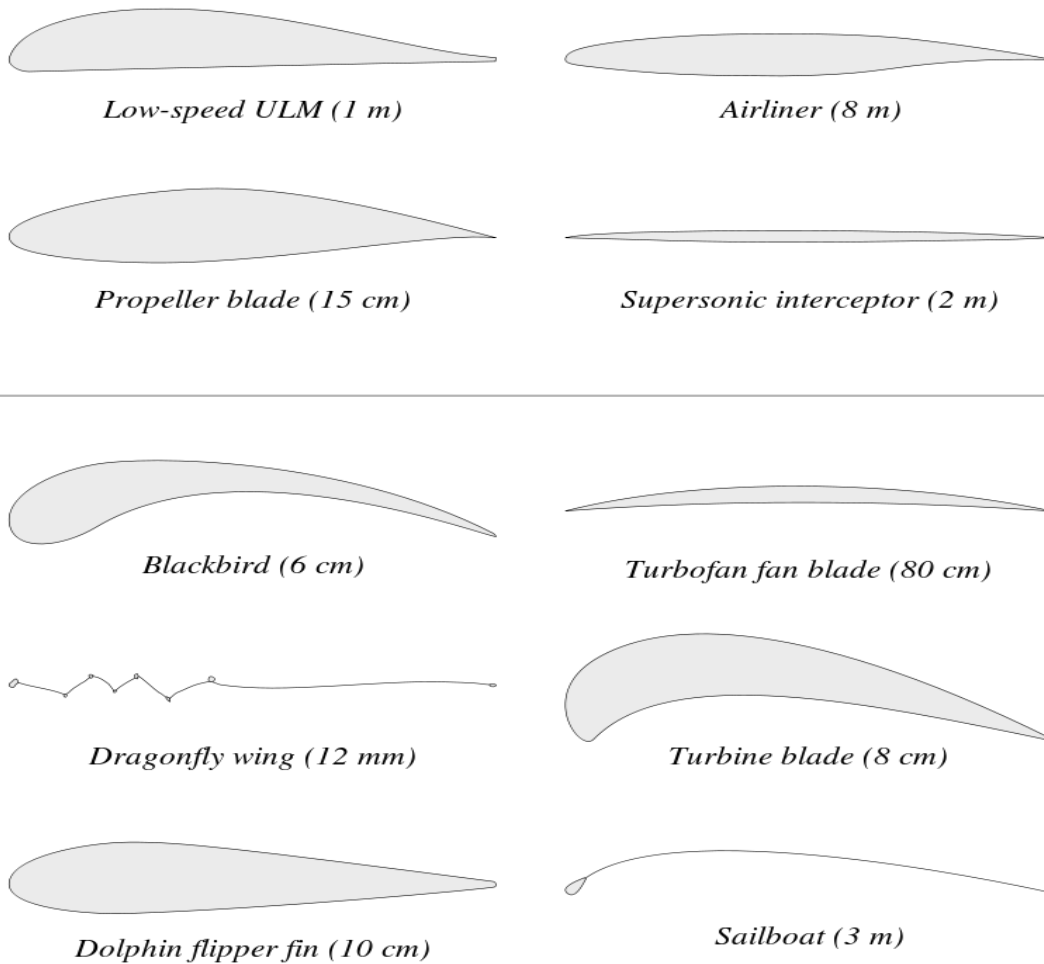 Low-speed ULM (1 m)
Airliner (8 m)
Propeller blade (15 cm)
Supersonic interceptor (2 m)
Blackbird (6 cm)
Turbofan fan blade (80 cm)
Dragonfly wing (12 mm)
Turbine blade (8 cm)
Dolphin flipper fin (10 cm)
Sailboat (3 m)